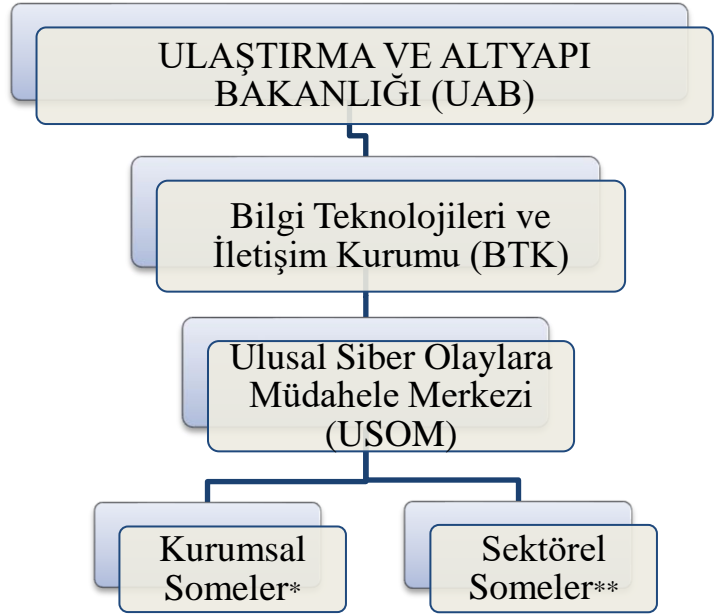 ULAŞTIRMA VE ALTYAPI
BAKANLIĞI (UAB)
Bilgi Teknolojileri ve
İletişim Kurumu (BTK)
Ulusal Siber Olaylara
Müdahele Merkezi
(USOM)
Kurumsal
Someler*
Sektörel
Someler**